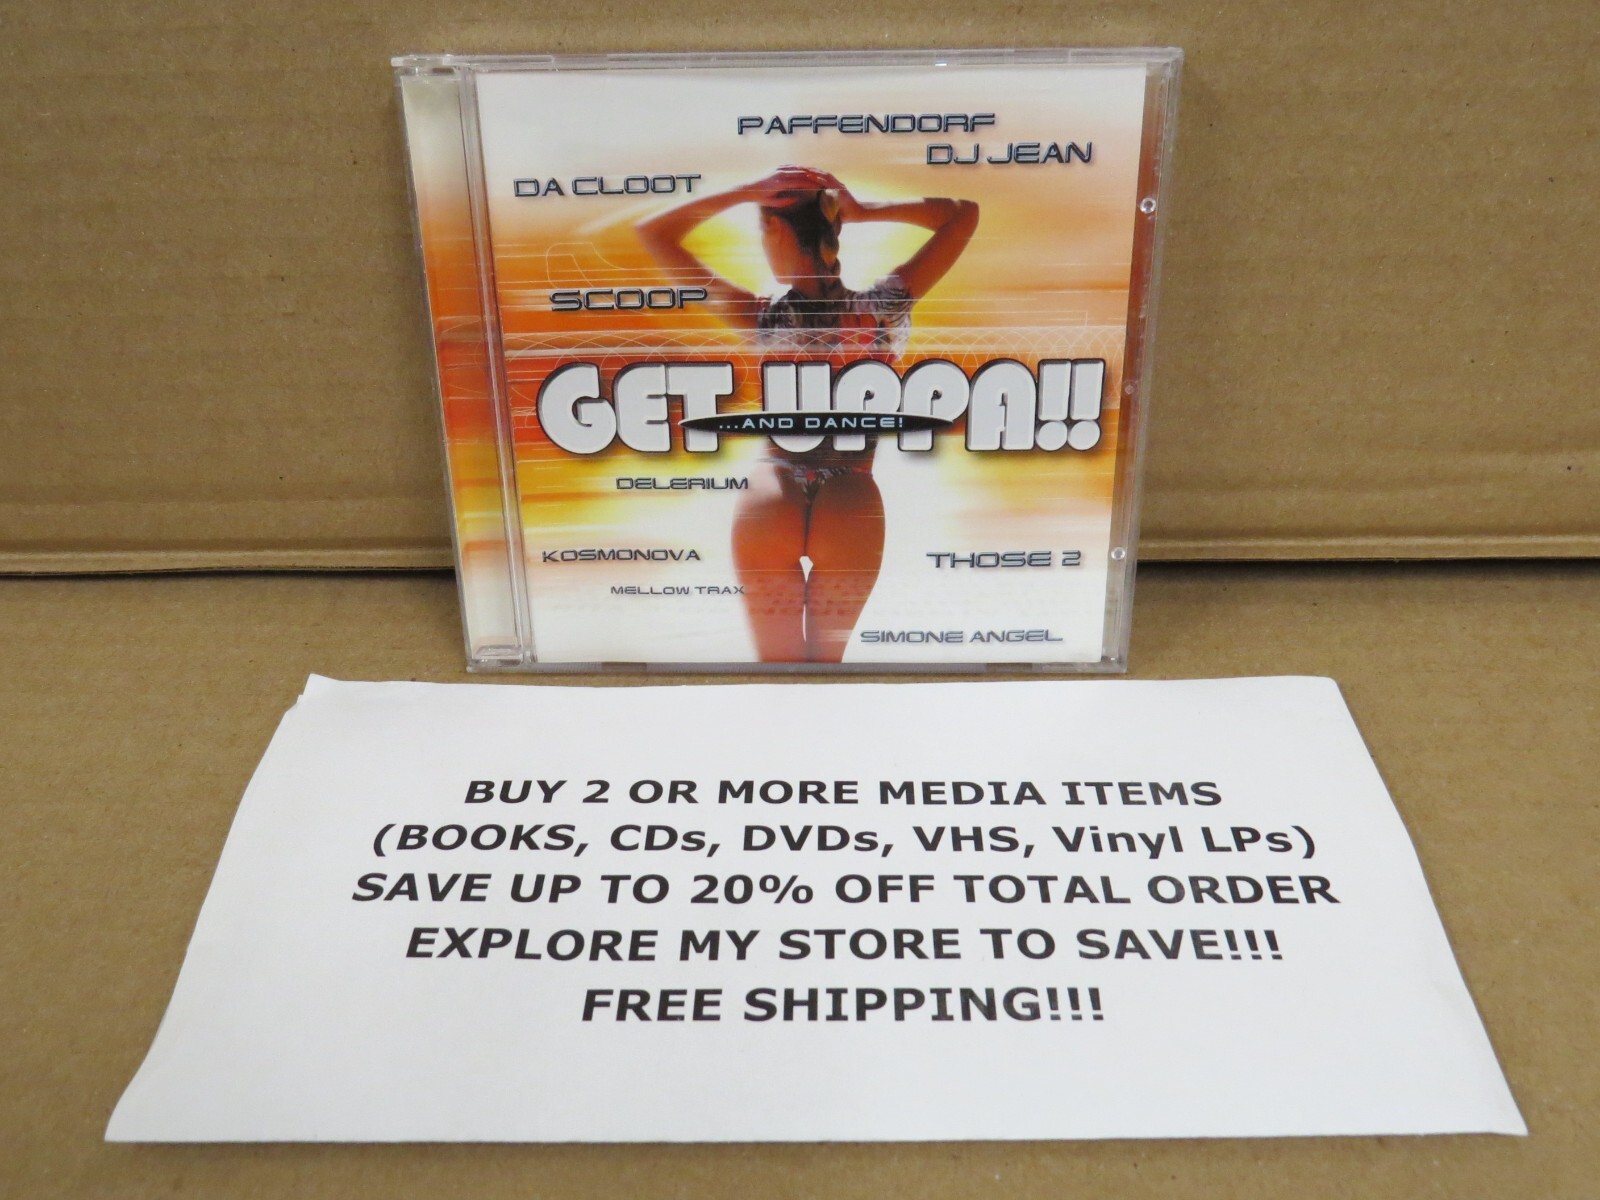 PAFFENDORF
DJ JEAN
DA CLOOT
SCOOP
GET UPPA!!
...AND DANCE!
DELERIUM
KOSMONOVA
THOSE 2
MELLOW TRAX
SIMONE ANGEL
BUY 2 OR MORE MEDIA ITEMS
(BOOKS, CDs, DVDs, VHS, Vinyl LPs)
SAVE UP TO 20% OFF TOTAL ORDER
EXPLORE MY STORE TO SAVE!!!
FREE SHIPPING!!!